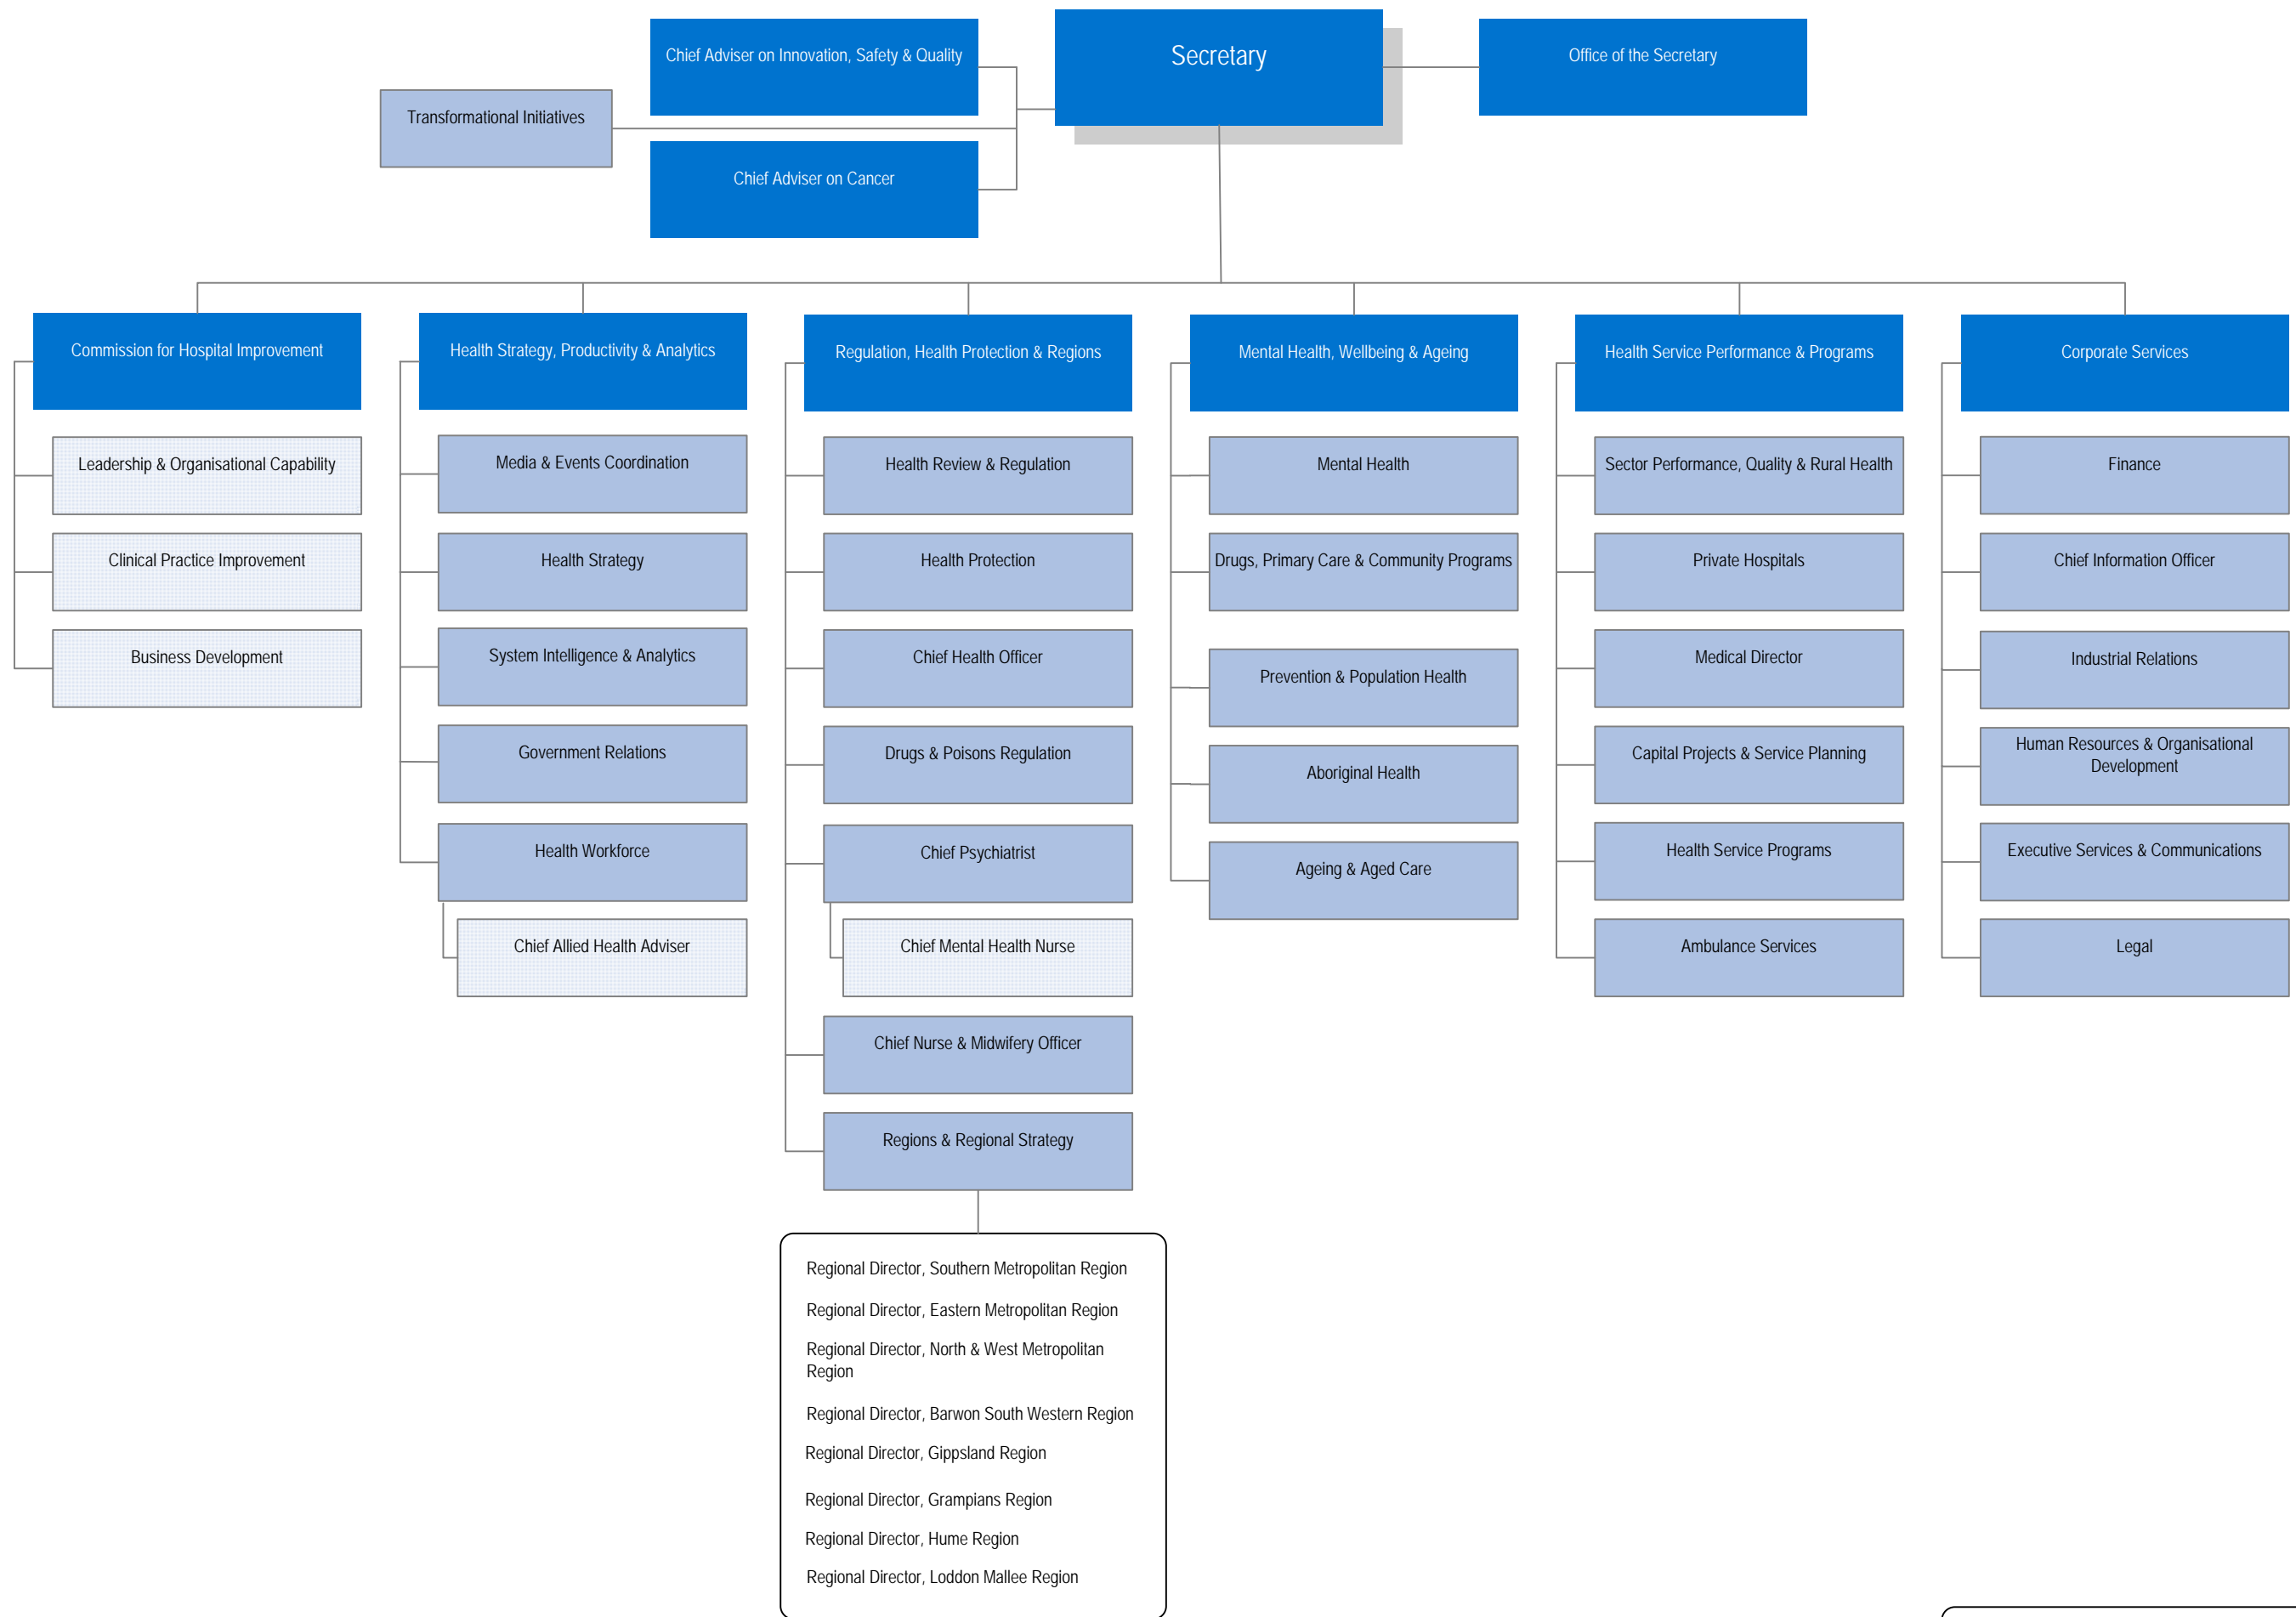 Chief Adviser on Innovation, Safety & Quality
Secretary
Office of the Secretary
Transformational Initiatives
Chief Adviser on Cancer
Commission for Hospital Improvement
Leadership & Organisational Capability
Clinical Practice Improvement
Business Development
Health Strategy, Productivity & Analytics
Media & Events Coordination
Health Strategy
System Intelligence & Analytics
Government Relations
Health Workforce
Chief Allied Health Adviser
Regulation, Health Protection & Regions
Health Review & Regulation
Health Protection
Chief Health Officer
Drugs & Poisons Regulation
Chief Psychiatrist
Chief Mental Health Nurse
Chief Nurse & Midwifery Officer
Regions & Regional Strategy
Regional Director, Southern Metropolitan Region
Regional Director, Eastern Metropolitan Region
Regional Director, North & West Metropolitan
Region
Regional Director, Barwon South Western Region
Regional Director, Gippsland Region
Regional Director, Grampians Region
Regional Director, Hume Region
Regional Director, Loddon Mallee Region
Mental Health, Wellbeing & Ageing
Mental Health
Drugs, Primary Care & Community Programs
Prevention & Population Health
Aboriginal Health
Ageing & Aged Care
Health Service Performance & Programs
Sector Performance, Quality & Rural Health
Private Hospitals
Medical Director
Capital Projects & Service Planning
Health Service Programs
Ambulance Services
Corporate Services
Finance
Chief Information Officer
Industrial Relations
Human Resources & Organisational
Development
Executive Services & Communications
Legal